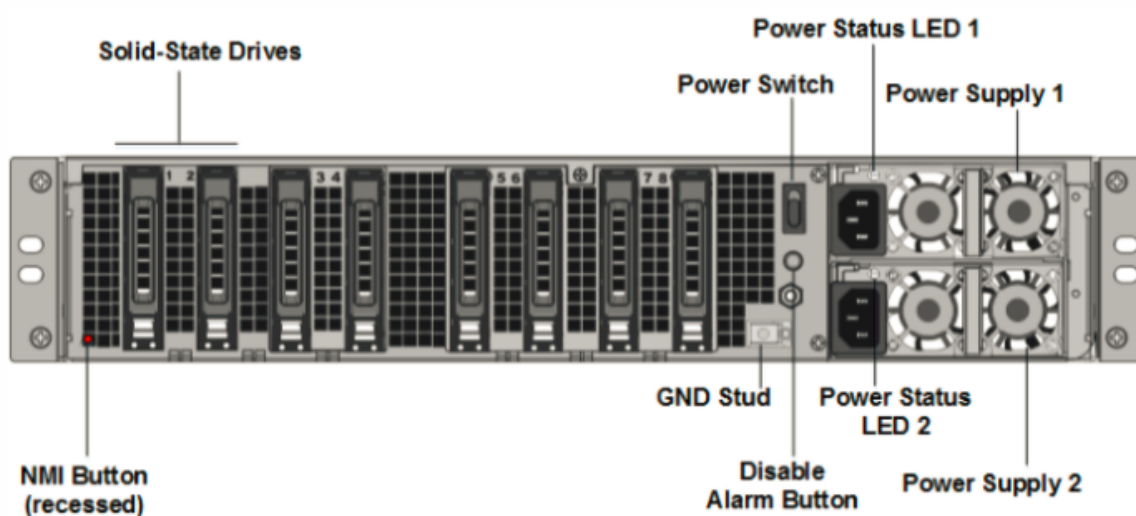 Power Status LED 1
Solid-State Drives
Power Switch
Power Supply 1
1 2
3 4
5 6
7 8
GND Stud
Power Status
LED 2
NMI Button
(recessed)
Disable
Alarm Button
Power Supply 2